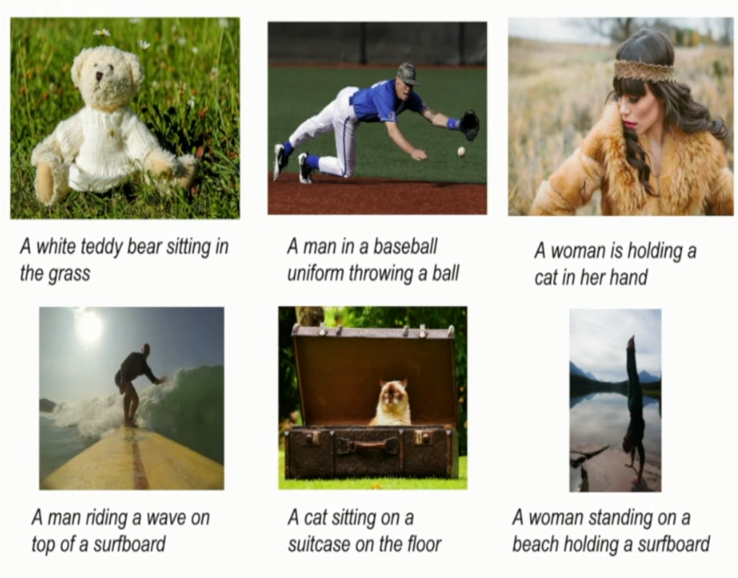 A white teddy bear sitting in
the grass
A man in a baseball
uniform throwing a ball
A woman is holding a
cat in her hand
A man riding a wave on
top of a surfboard
A cat sitting on a
suitcase on the floor
A woman standing on a
beach holding a surfboard